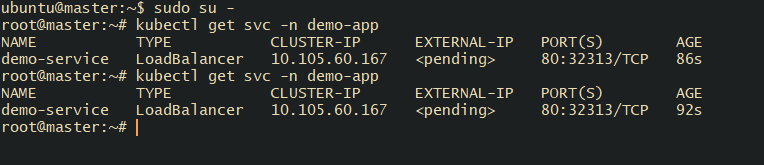 ubuntu@master:~$ sudo su -
root@master:~# kubectl get svc -n demo-app
NAME TYPE CLUSTER-IP EXTERNAL-IP PORT(S) AGE
demo-service LoadBalancer 10.105.60.167 <pending> 80:32313/TCP 86s
root@master:~# kubectl get svc -n demo-app
NAME TYPE CLUSTER-IP EXTERNAL-IP PORT(S) AGE
demo-service LoadBalancer 10.105.60.167 <pending> 80:32313/TCP 92s
root@master:~#